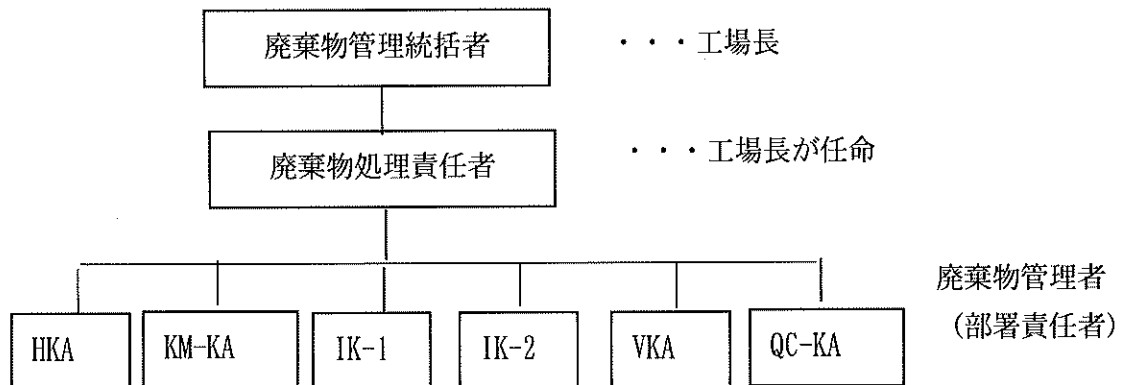 廃棄物管理統括者 ・・・工場長
廃棄物処理責任者 ・・・工場長が任命
廃棄物管理者
(部署責任者)
HKA KM-KA IK-1 IK-2 VKA QC-KA